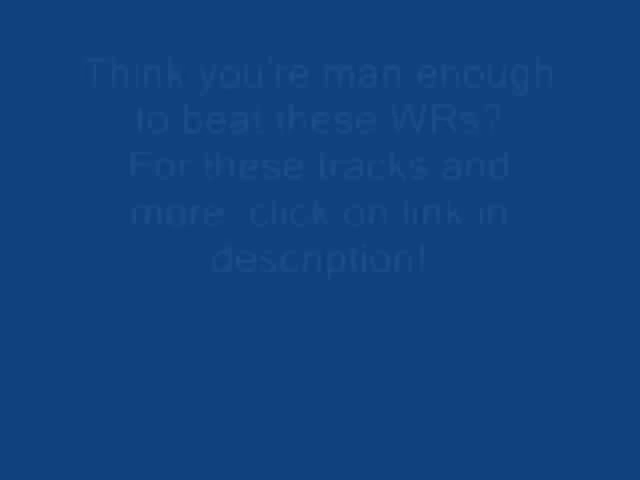 Think you're man enough
to beat these WRs?
For these tracks and
more, click on link in
description!